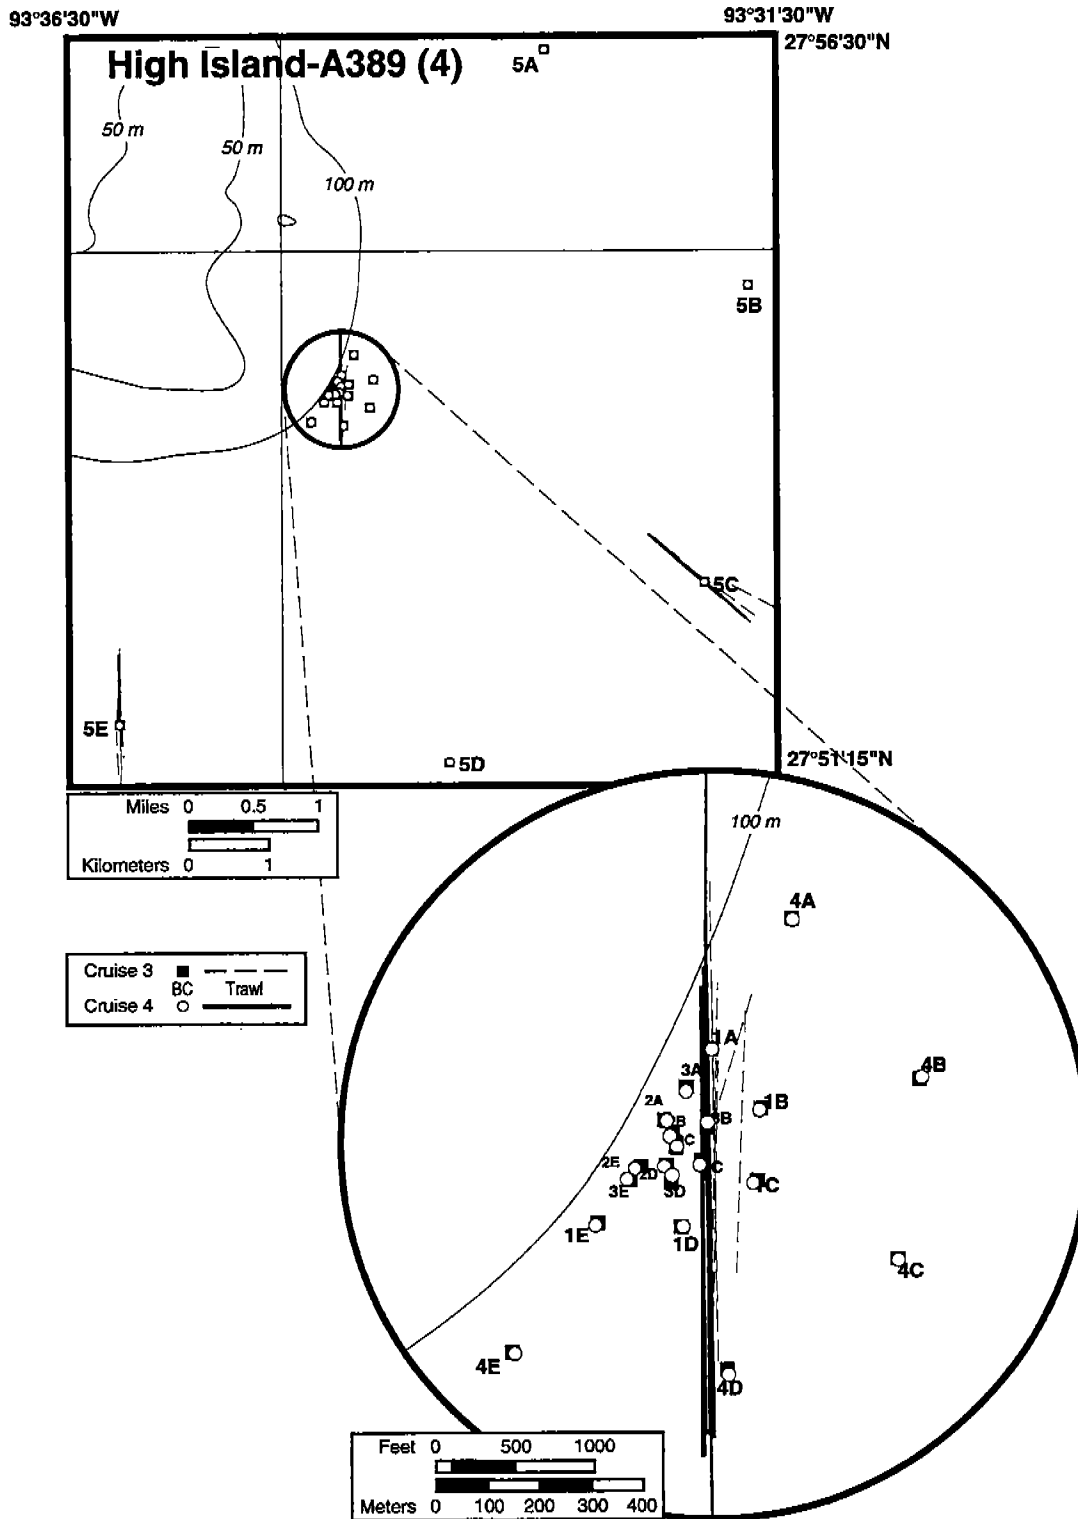 93°36'30"W
93°31'30"W
27°56'30"N
High Island-A389 (4)
5A
50 m
50 m
100 m
5B
5C
5E
5D
27°51'15"N
Miles 0 0.5 1
Kilometers 0 1
100 m
4A
Cruise 3
BC Trawl
Cruise 4
1A
4B
3A
1B
2A
B
3B
C
2E
2D
C
1C
3E
3D
1E
1D
4C
4E
4D
Feet 0 500 1000
Meters 0 100 200 300 400